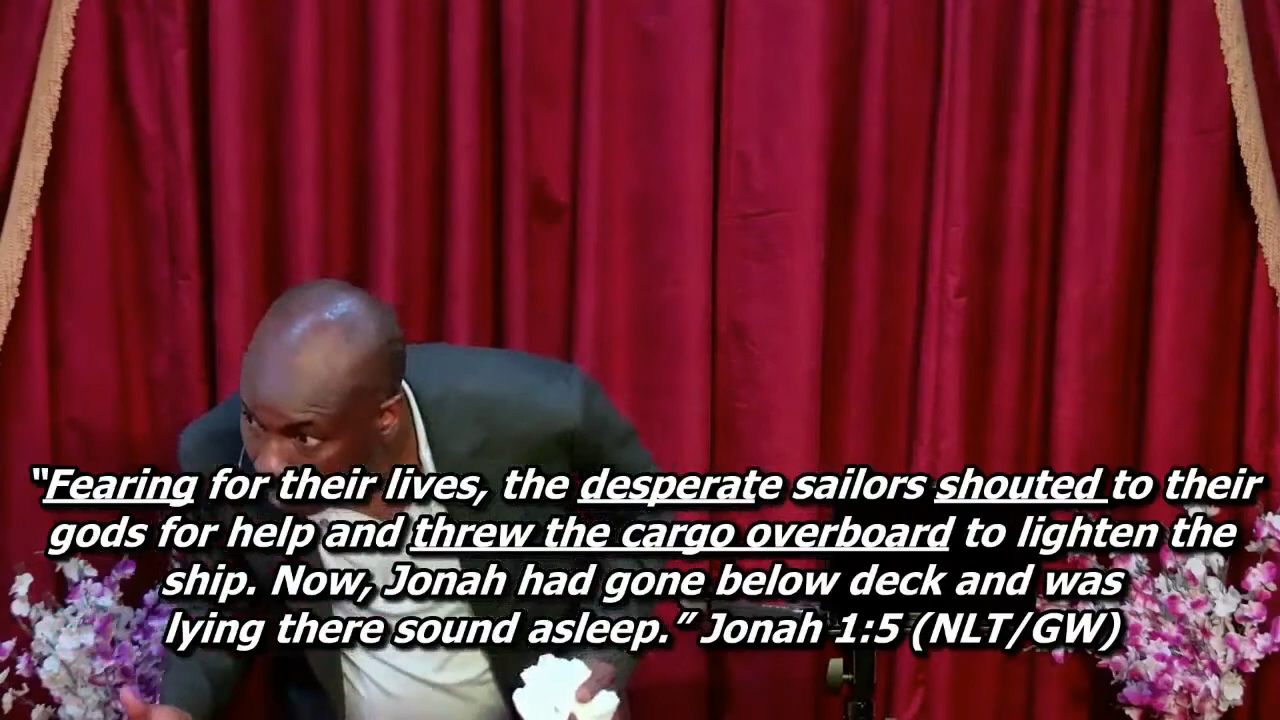 “Fearing for their lives, the desperate sailors shouted to their
gods for help and threw the cargo overboard to lighten the
ship. Now, Jonah had gone below deck and was
lying there sound asleep.” Jonah 1:5 (NLT/GW)